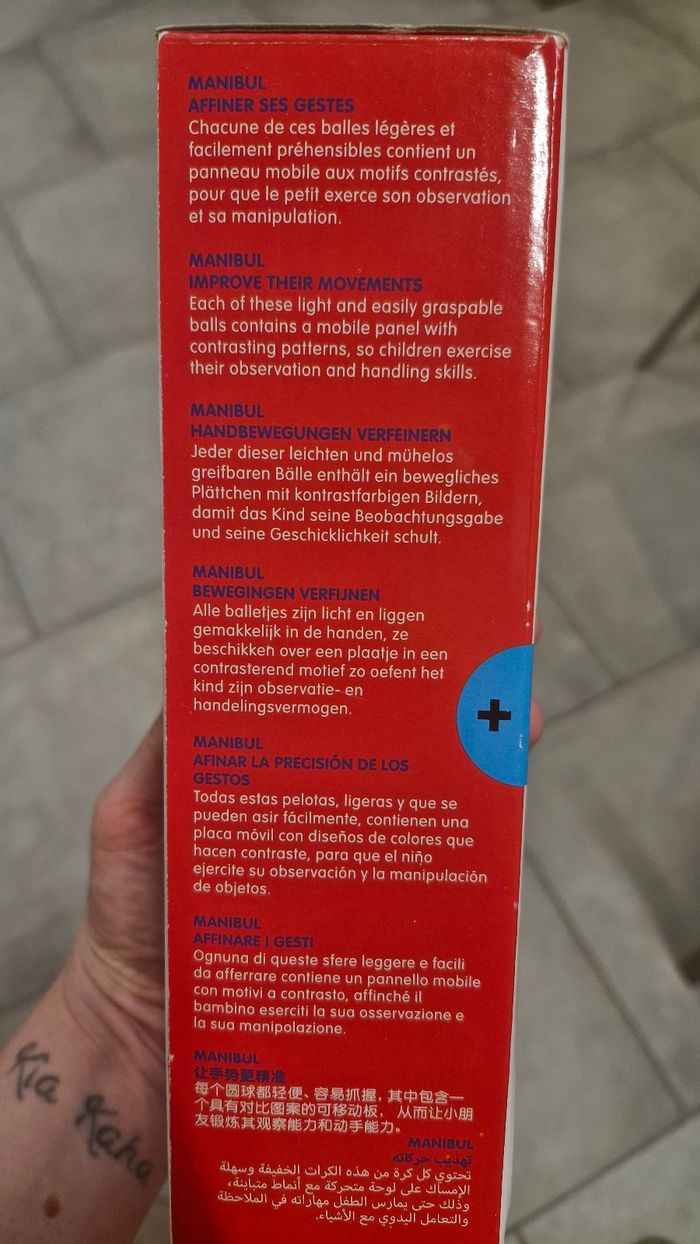 MANIBUL
AFFINER SES GESTES
Chacune de ces balles légères et
facilement préhensibles contient un
panneau mobile aux motifs contrastés,
pour que le petit exerce son observation
et sa manipulation.
MANIBUL
IMPROVE THEIR MOVEMENTS
Each of these light and easily graspable
balls contains a mobile panel with
contrasting patterns, so children exercise
their observation and handling skills.
MANIBUL
HANDBEWEGUNGEN VERFEINERN
Jeder dieser leichten und mühelos
greifbaren Bälle enthält ein bewegliches
Plättchen mit kontrastfarbigen Bildern,
damit das Kind seine Beobachtungsgabe
und seine Geschicklichkeit schult.
MANIBUL
BEWEGINGEN VERFIJNEN
Alle balletjes zijn licht en liggen
gemakkelijk in de handen, ze
beschikken over een plaatje in een
contrasterend motief zo oefent het
kind zijn observatie- en
handelingsvermogen.
+
MANIBUL
AFINAR LA PRECISIÓN DE LOS
GESTOS
Todas estas pelotas, ligeras y que se
pueden asir fácilmente, contienen una
placa móvil con diseños de colores que
hacen contraste, para que el niño
ejercite su observación y la manipulación
de objetos.
MANIBUL
AFFINARE I GESTI
Ognuna di queste sfere leggere e facili
da afferrare contiene un pannello mobile
con motivi a contrasto, affinché il
bambino eserciti la sua osservazione e
la sua manipolazione.
MANIBUL
让手势更精准
每个圆球都轻便、容易抓握，其中包含一
个具有对比图案的可移动板， 从而让小朋
友锻炼其观察能力和动手能力。
MANIBUL
تهذيب حركاته
تحتوي كل كرة من هذه الكرات الخفيفة وسهلة
الإمساك على لوحة متحركة مع أنماط متباينة،
وذلك حتى يمارس الطفل مهاراته في الملاحظة
والتعامل اليدوي مع الأشياء.
Kia Kaha